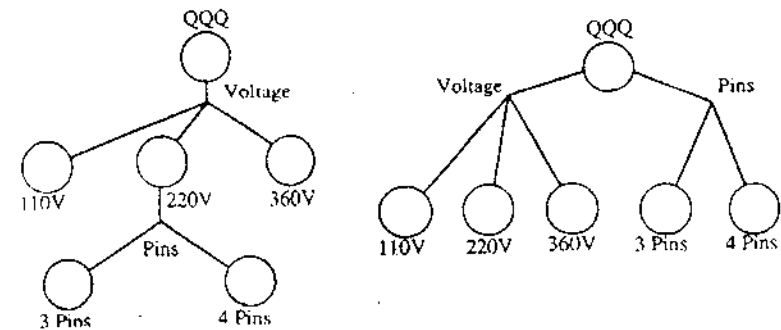 QQQ
Voltage
110V
220V
360V
Pins
3 Pins
4 Pins
QQQ
Voltage
Pins
110V
220V
360V
3 Pins
4 Pins